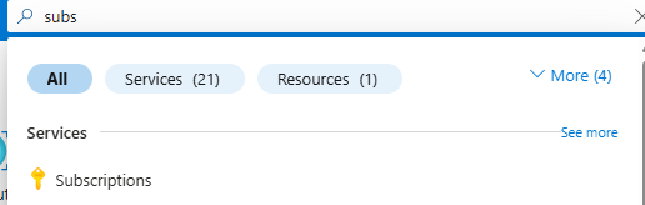 subs
All Services (21) Resources (1) More (4)
Services See more
Subscriptions